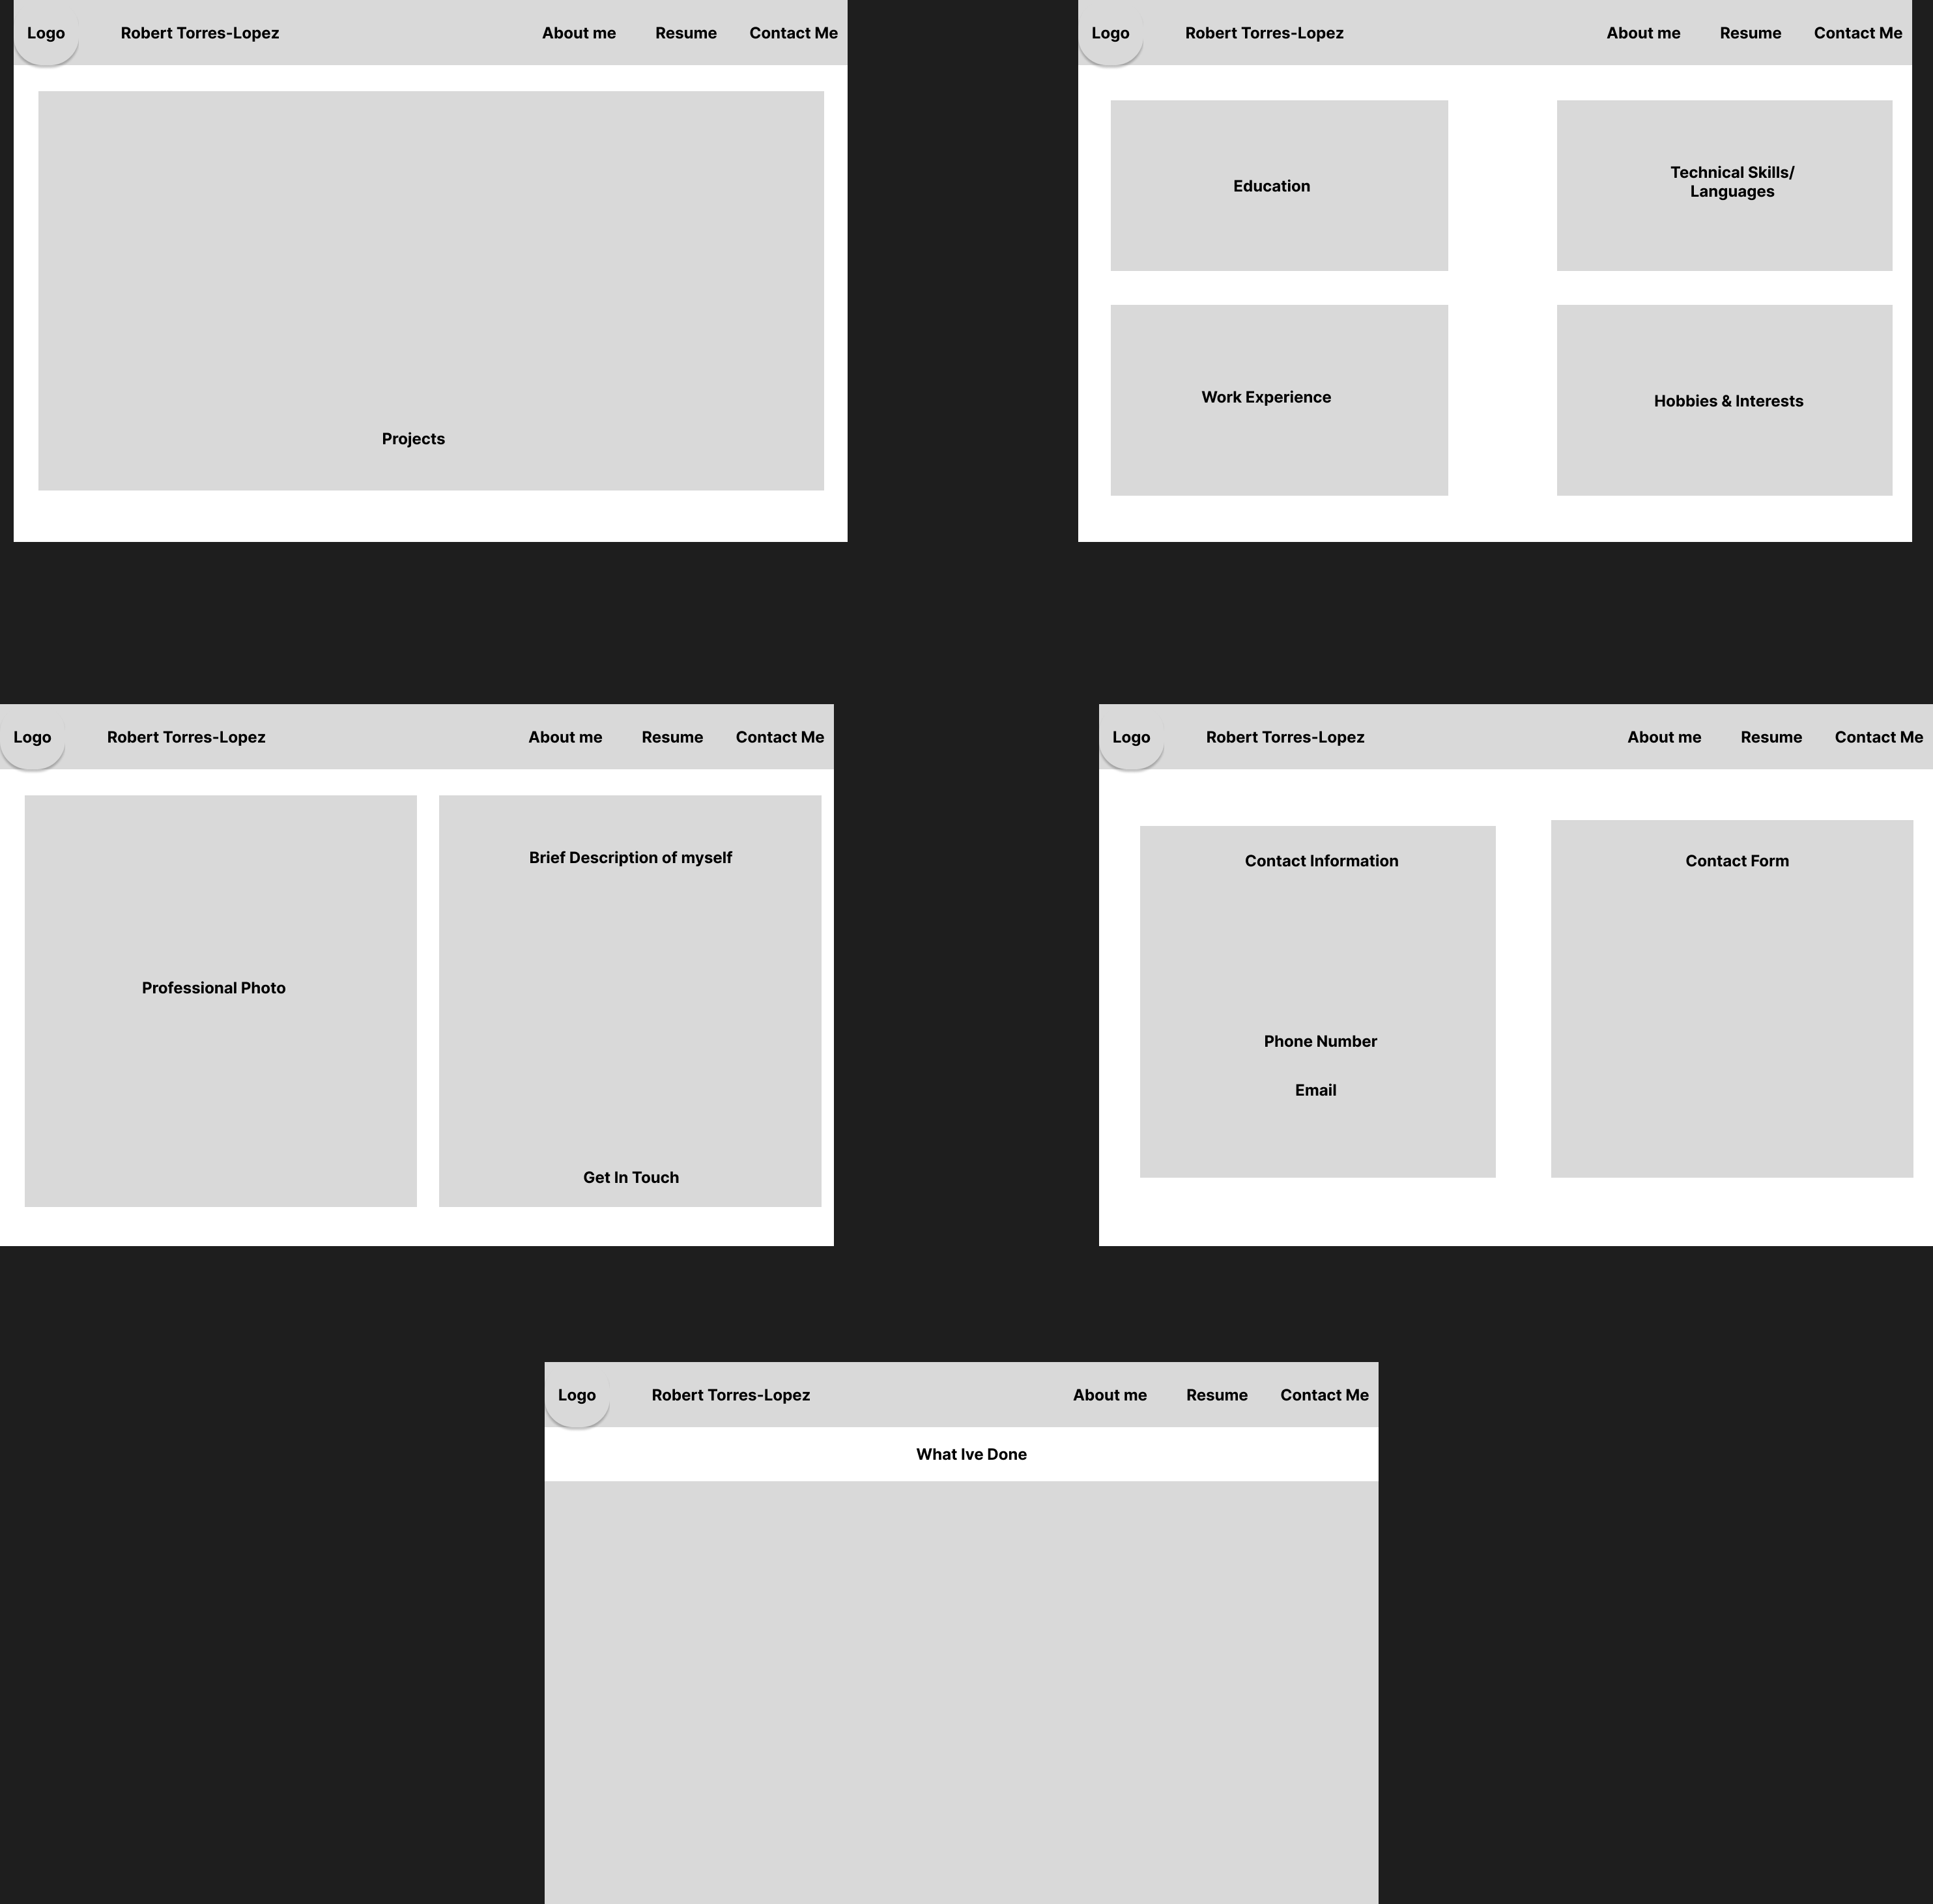 Logo
Robert Torres-Lopez
About me
Resume
Contact Me
Projects
Logo
Robert Torres-Lopez
About me
Resume
Contact Me
Education
Technical Skills/
Languages
Work Experience
Hobbies & Interests
Logo
Robert Torres-Lopez
About me
Resume
Contact Me
Professional Photo
Brief Description of myself
Get In Touch
Logo
Robert Torres-Lopez
About me
Resume
Contact Me
Contact Information
Phone Number
Email
Contact Form
Logo
Robert Torres-Lopez
About me
Resume
Contact Me
What Ive Done